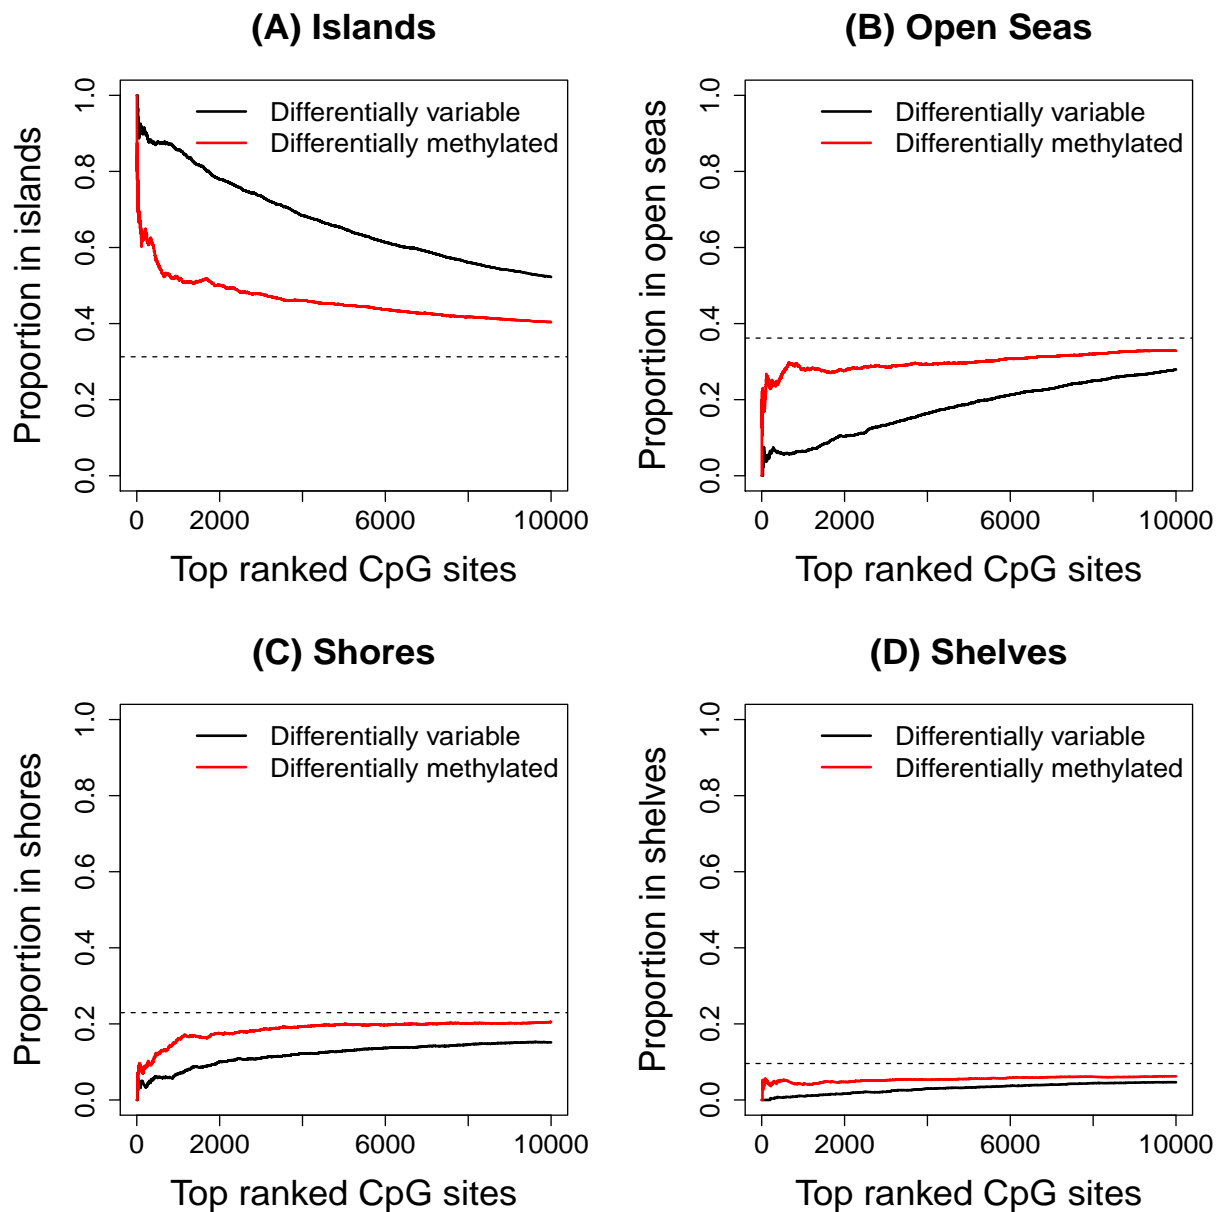 (A) Islands
Proportion in islands
1.0
0.8
0.6
0.4
0.2
0.0
Differentially variable
Differentially methylated
0 2000 6000 10000
Top ranked CpG sites
(B) Open Seas
Proportion in open seas
1.0
0.8
0.6
0.4
0.2
0.0
Differentially variable
Differentially methylated
0 2000 6000 10000
Top ranked CpG sites
(C) Shores
Proportion in shores
1.0
0.8
0.6
0.4
0.2
0.0
Differentially variable
Differentially methylated
0 2000 6000 10000
Top ranked CpG sites
(D) Shelves
Proportion in shelves
1.0
0.8
0.6
0.4
0.2
0.0
Differentially variable
Differentially methylated
0 2000 6000 10000
Top ranked CpG sites